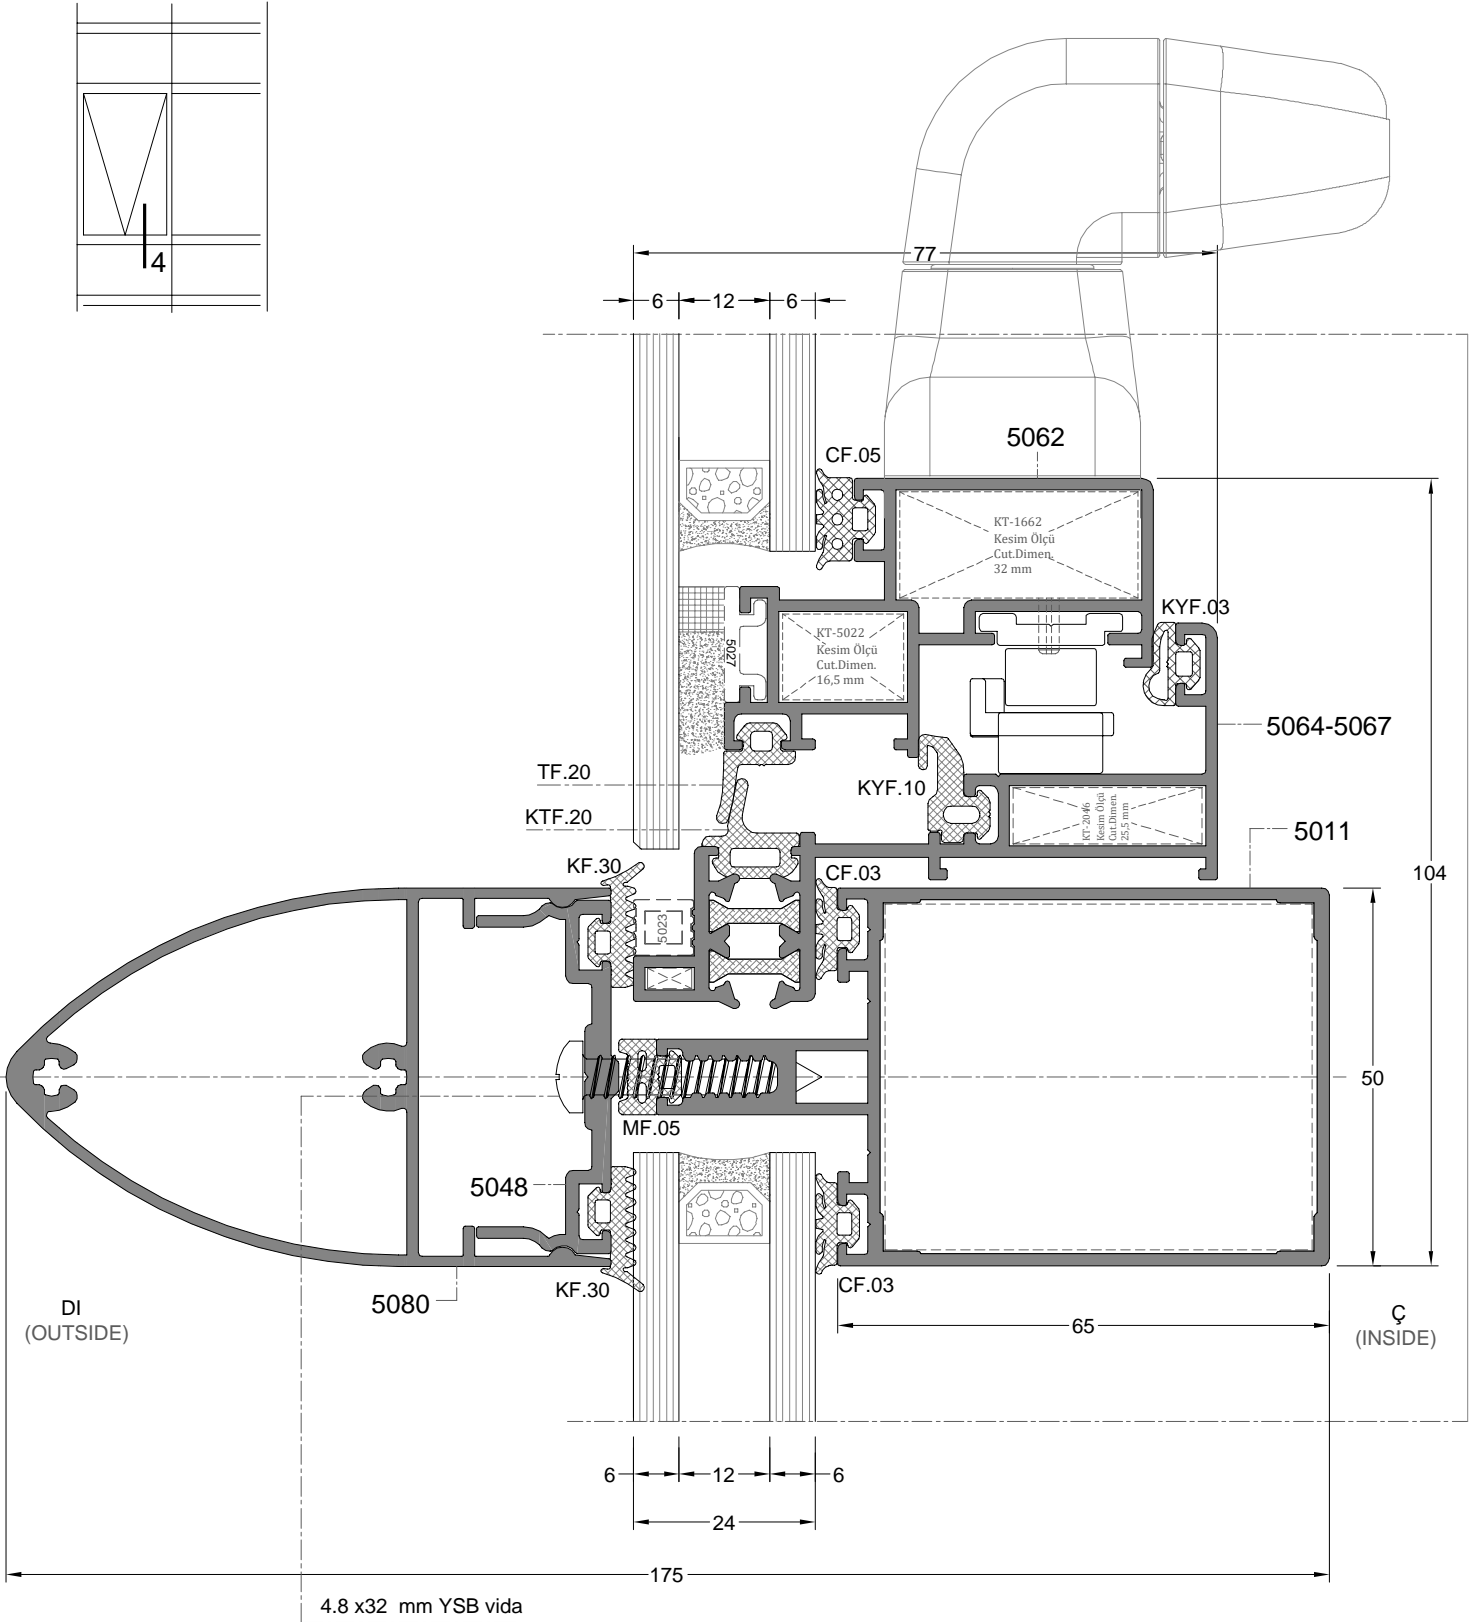 4
77
6
12
6
5062
CF.05
KT-1662
Kesim Ölçü
Cut.Dimen.
32 mm
KYF.03
KT-5022
Kesim Ölçü
Cut.Dimen.
16,5 mm
5027
5064-5067
TF.20
KYF.10
KT-2046
Kesim Ölçü
Cut.Dimen.
25,5 mm
KTF.20
5011
KF.30
CF.03
104
5023
50
MF.05
5048
KF.30
CF.03
5080
DI
(OUTSIDE)
Ç
(INSIDE)
65
6
12
6
24
175
4.8 x32 mm YSB vida